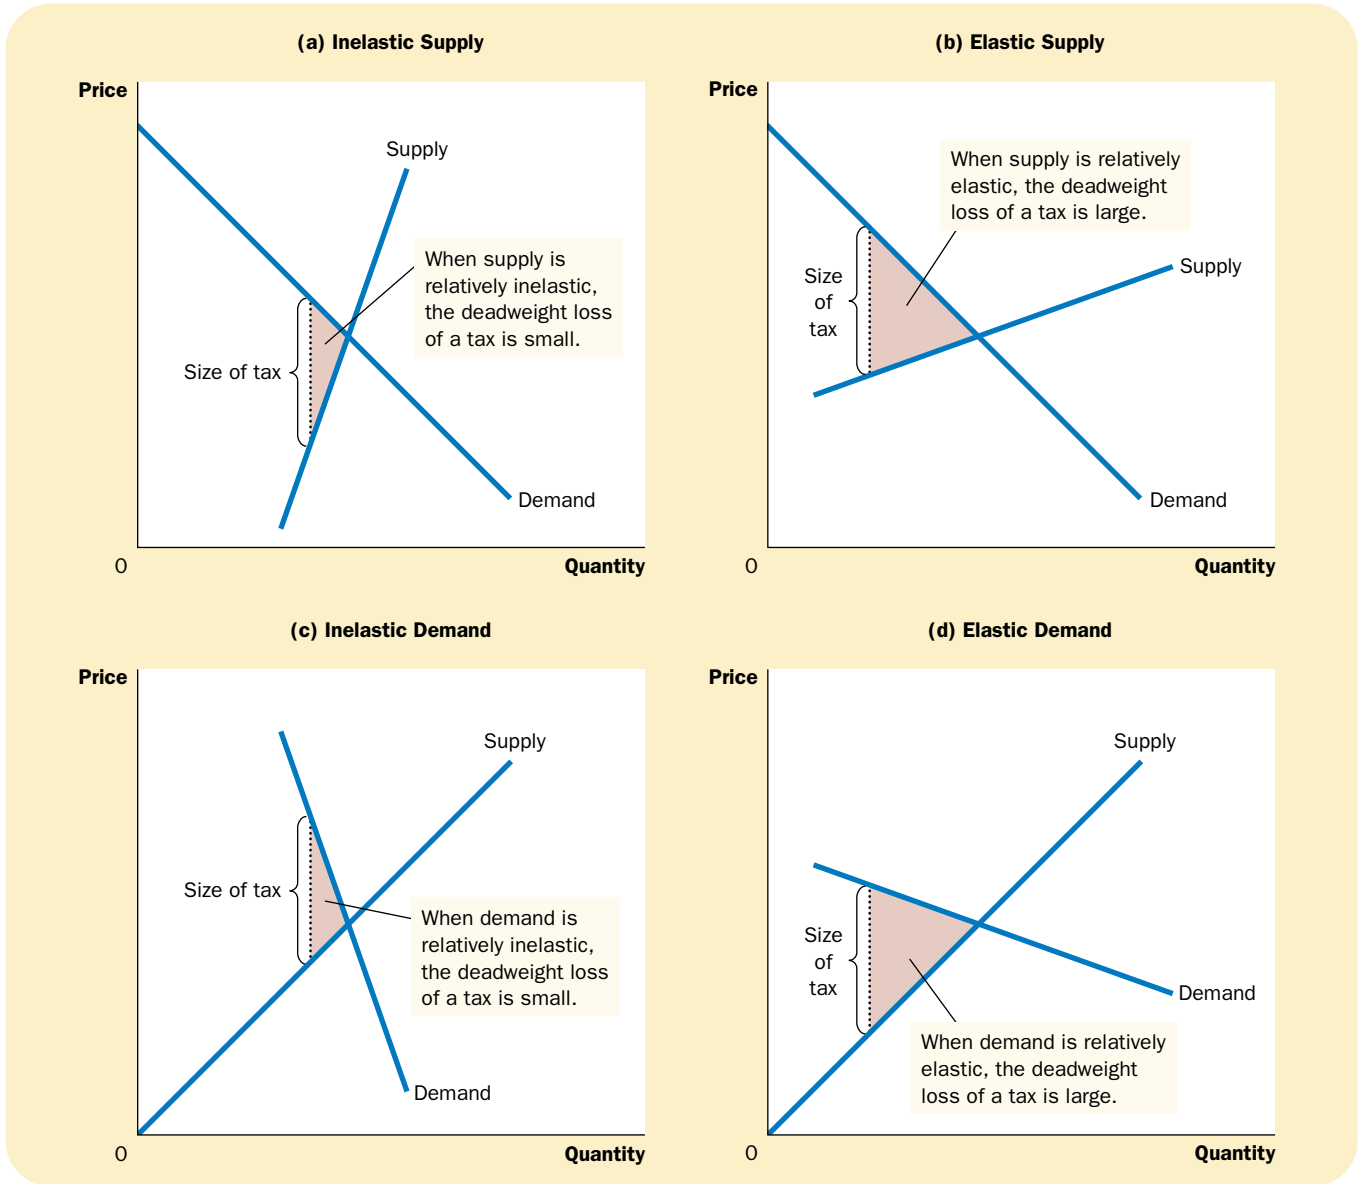 (a) Inelastic Supply
Price
Supply
When supply is
relatively inelastic,
the deadweight loss
of a tax is small.
Size of tax
Demand
0
Quantity
(b) Elastic Supply
Price
When supply is relatively
elastic, the deadweight
loss of a tax is large.
Supply
Size
of
tax
Demand
0
Quantity
(c) Inelastic Demand
Price
Supply
Size of tax
When demand is
relatively inelastic,
the deadweight loss
of a tax is small.
Demand
0
Quantity
(d) Elastic Demand
Price
Supply
Size
of
tax
Demand
When demand is relatively
elastic, the deadweight
loss of a tax is large.
0
Quantity